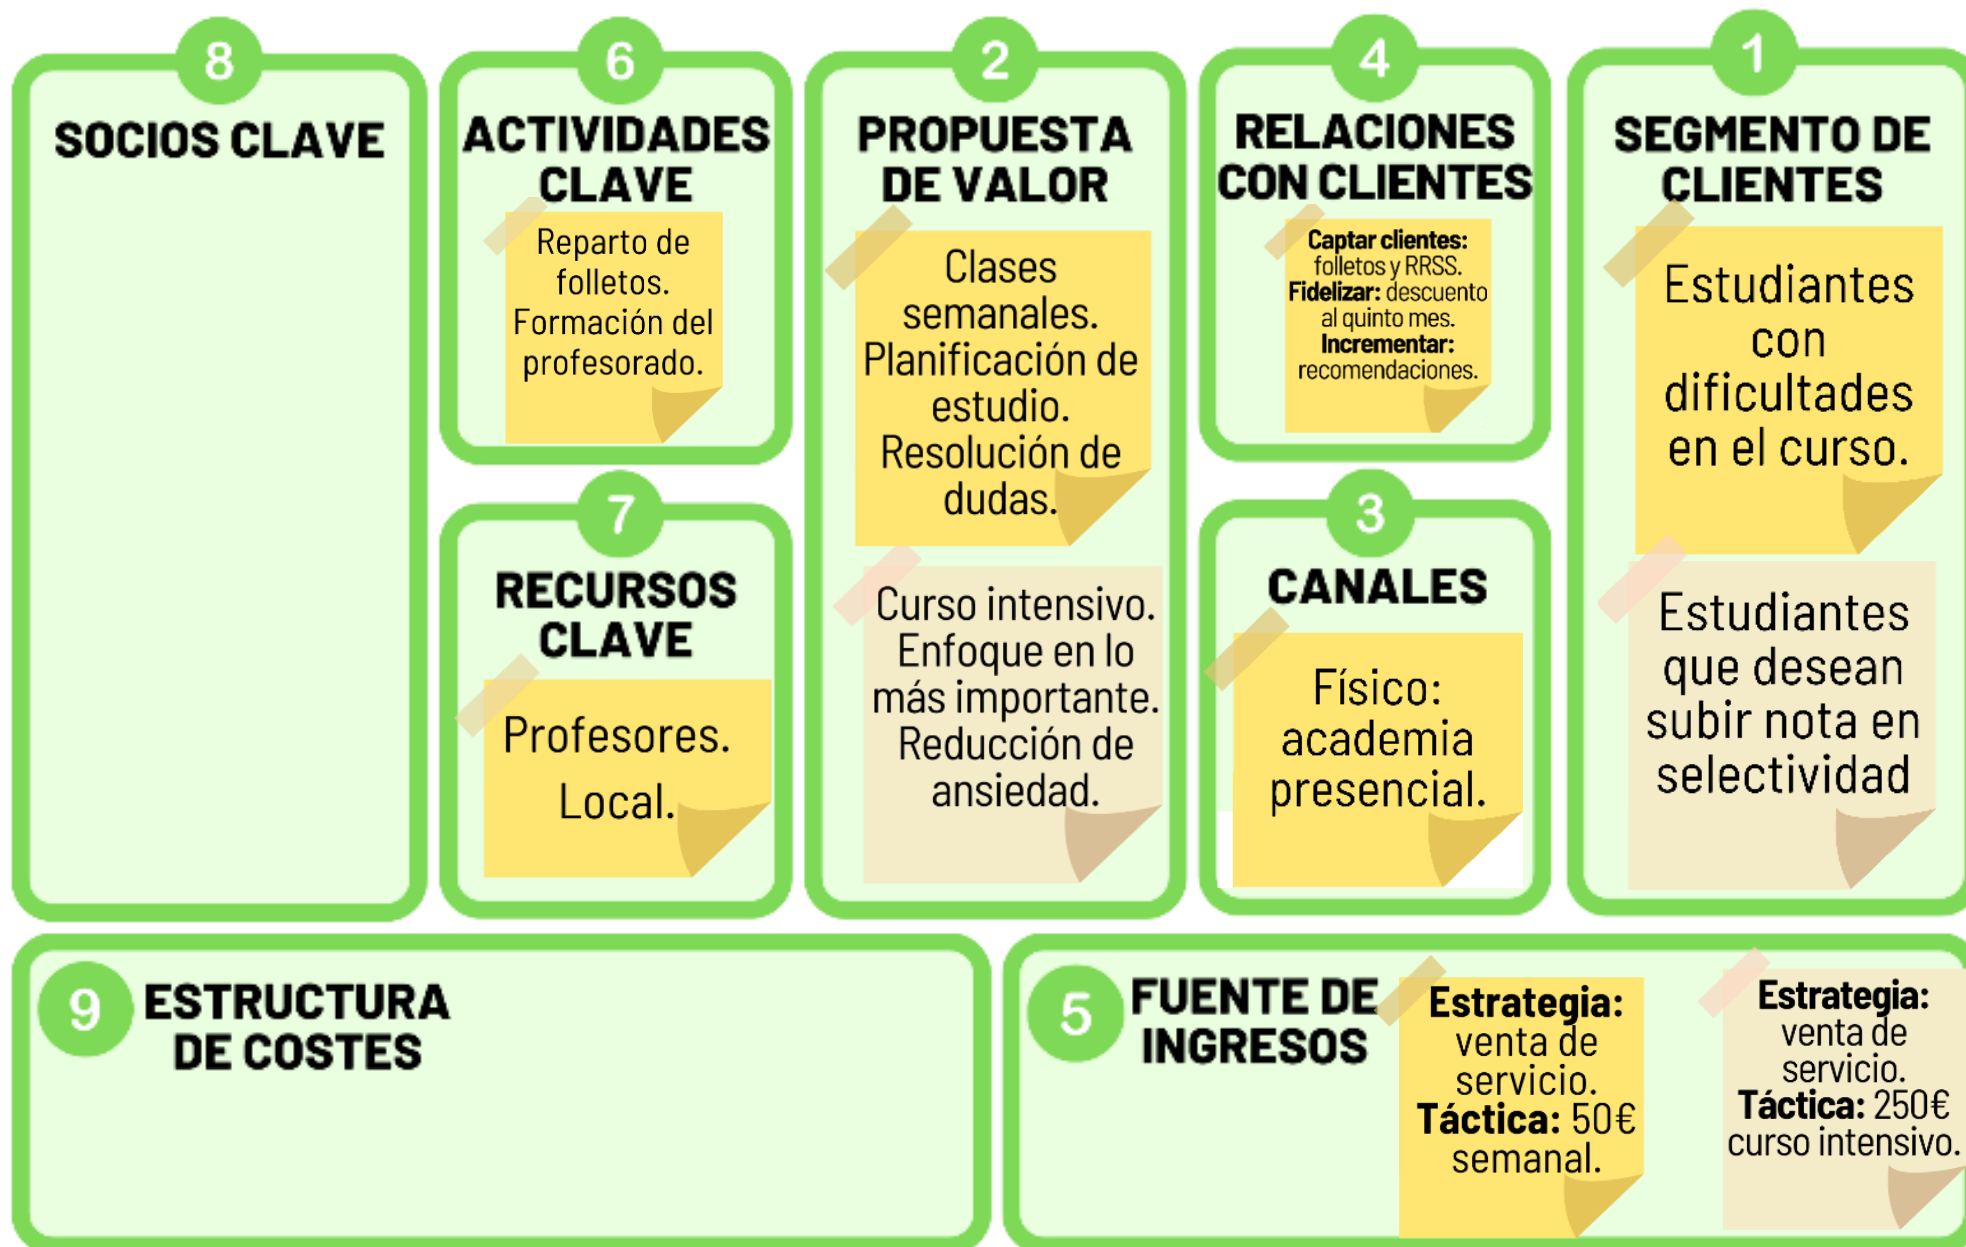 8
SOCIOS CLAVE
6
ACTIVIDADES
CLAVE
Reparto de
folletos.
Formación del
profesorado.
7
RECURSOS
CLAVE
Profesores.
Local.
2
PROPUESTA
DE VALOR
Clases
semanales.
Planificación de
estudio.
Resolución de
dudas.
Curso intensivo.
Enfoque en lo
más importante.
Reducción de
ansiedad.
4
RELACIONES
CON CLIENTES
Captar clientes:
folletos y RRSS.
Fidelizar: descuento
al quinto mes.
Incrementar:
recomendaciones.
3
CANALES
Físico:
academia
presencial.
1
SEGMENTO DE
CLIENTES
Estudiantes
con
dificultades
en el curso.
Estudiantes
que desean
subir nota en
selectividad
9
ESTRUCTURA
DE COSTES
5
FUENTE DE
INGRESOS
Estrategia:
venta de
servicio.
Táctica: 50€
semanal.
Estrategia:
venta de
servicio.
Táctica: 250€
curso intensivo.